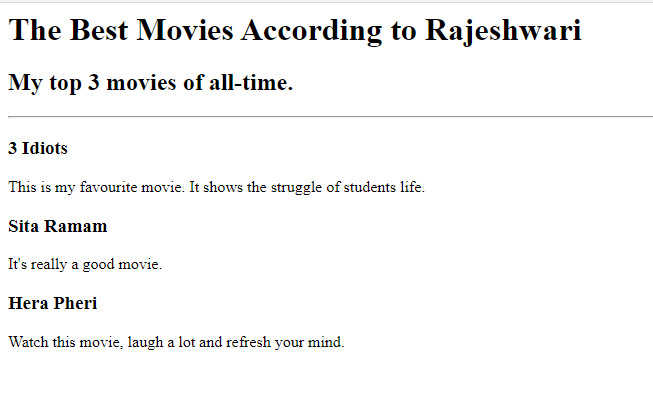 The Best Movies According to Rajeshwari
My top 3 movies of all-time.
3 Idiots
This is my favourite movie. It shows the struggle of students life.
Sita Ramam
It's really a good movie.
Hera Pheri
Watch this movie, laugh a lot and refresh your mind.